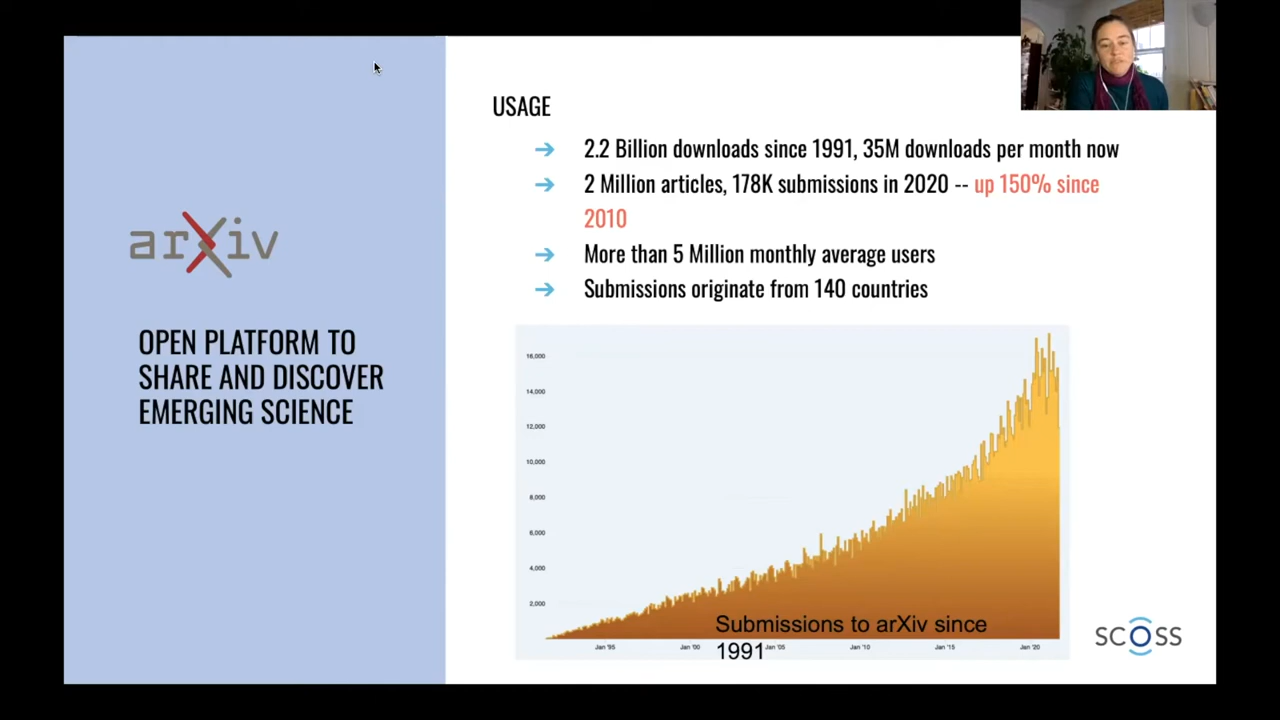 USAGE
➔ 2.2 Billion downloads since 1991, 35M downloads per month now
➔ 2 Million articles, 178K submissions in 2020 -- up 150% since
2010
➔ More than 5 Million monthly average users
➔ Submissions originate from 140 countries
arXiv
OPEN PLATFORM TO
SHARE AND DISCOVER
EMERGING SCIENCE
16,000
14,000
12,000
10,000
8,000
6,000
4,000
2,000
Submissions to arXiv since
1991
Jan '95 Jan '00 Jan '05 Jan '10 Jan '15 Jan '20
SCOSS